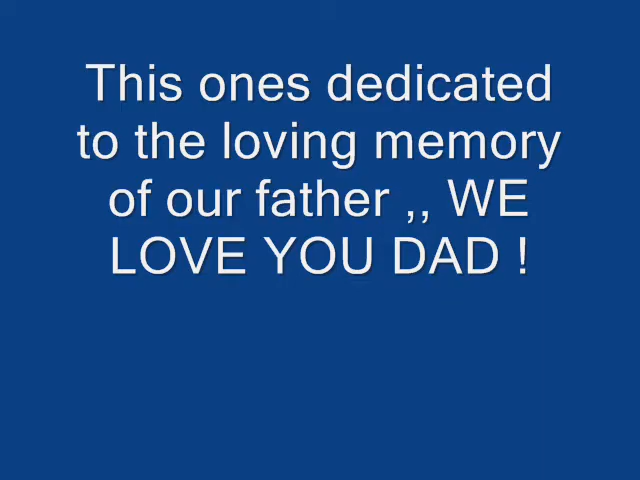 This ones dedicated
to the loving memory
of our father ,, WE
LOVE YOU DAD !